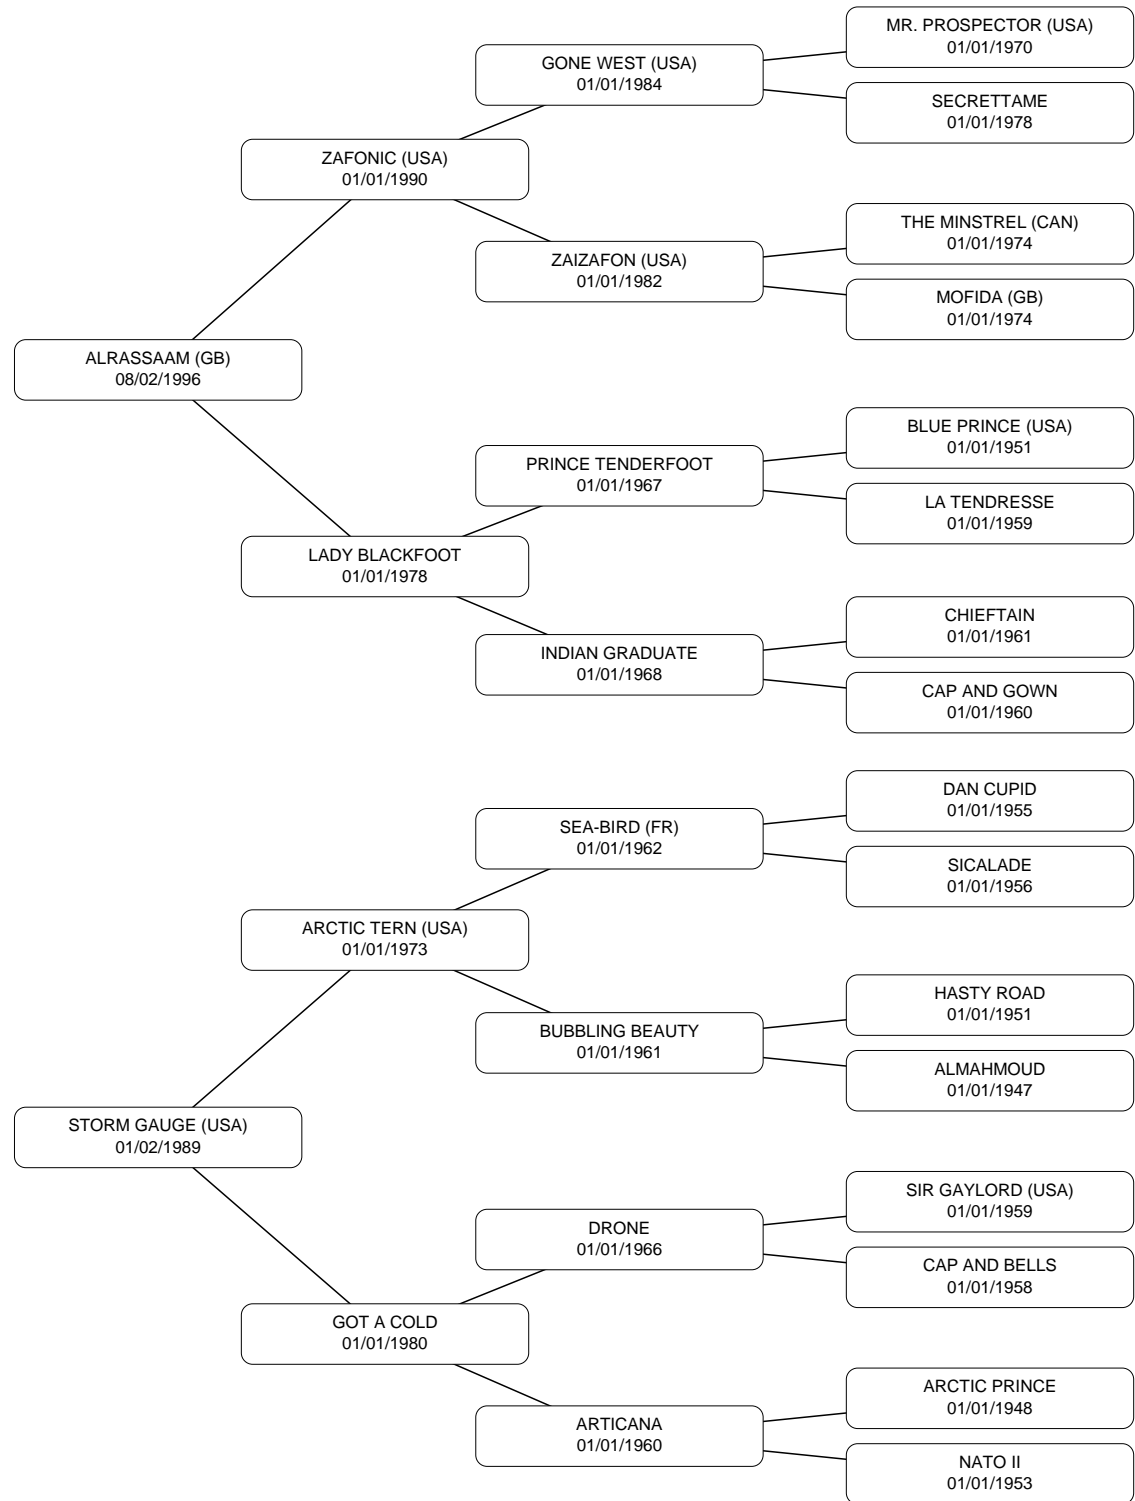 MR. PROSPECTOR (USA)
01/01/1970
GONE WEST (USA)
01/01/1984
SECRETTAME
01/01/1978
ZAFONIC (USA)
01/01/1990
THE MINSTREL (CAN)
01/01/1974
ZAIZAFON (USA)
01/01/1982
MOFIDA (GB)
01/01/1974
ALRASSAAM (GB)
08/02/1996
BLUE PRINCE (USA)
01/01/1951
PRINCE TENDERFOOT
01/01/1967
LA TENDRESSE
01/01/1959
LADY BLACKFOOT
01/01/1978
CHIEFTAIN
01/01/1961
INDIAN GRADUATE
01/01/1968
CAP AND GOWN
01/01/1960
DAN CUPID
01/01/1955
SEA-BIRD (FR)
01/01/1962
SICALADE
01/01/1956
ARCTIC TERN (USA)
01/01/1973
HASTY ROAD
01/01/1951
BUBBLING BEAUTY
01/01/1961
ALMAHMOUD
01/01/1947
STORM GAUGE (USA)
01/02/1989
SIR GAYLORD (USA)
01/01/1959
DRONE
01/01/1966
CAP AND BELLS
01/01/1958
GOT A COLD
01/01/1980
ARCTIC PRINCE
01/01/1948
ARTICANA
01/01/1960
NATO II
01/01/1953